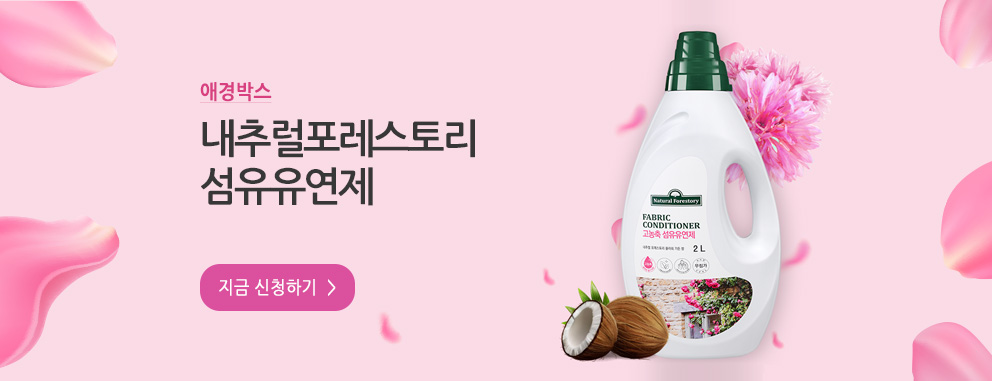 애경박스
내추럴포레스토리
섬유유연제
지금 신청하기
Natural Forestory
FABRIC
CONDITIONER
고농축 섬유유연제
2 L